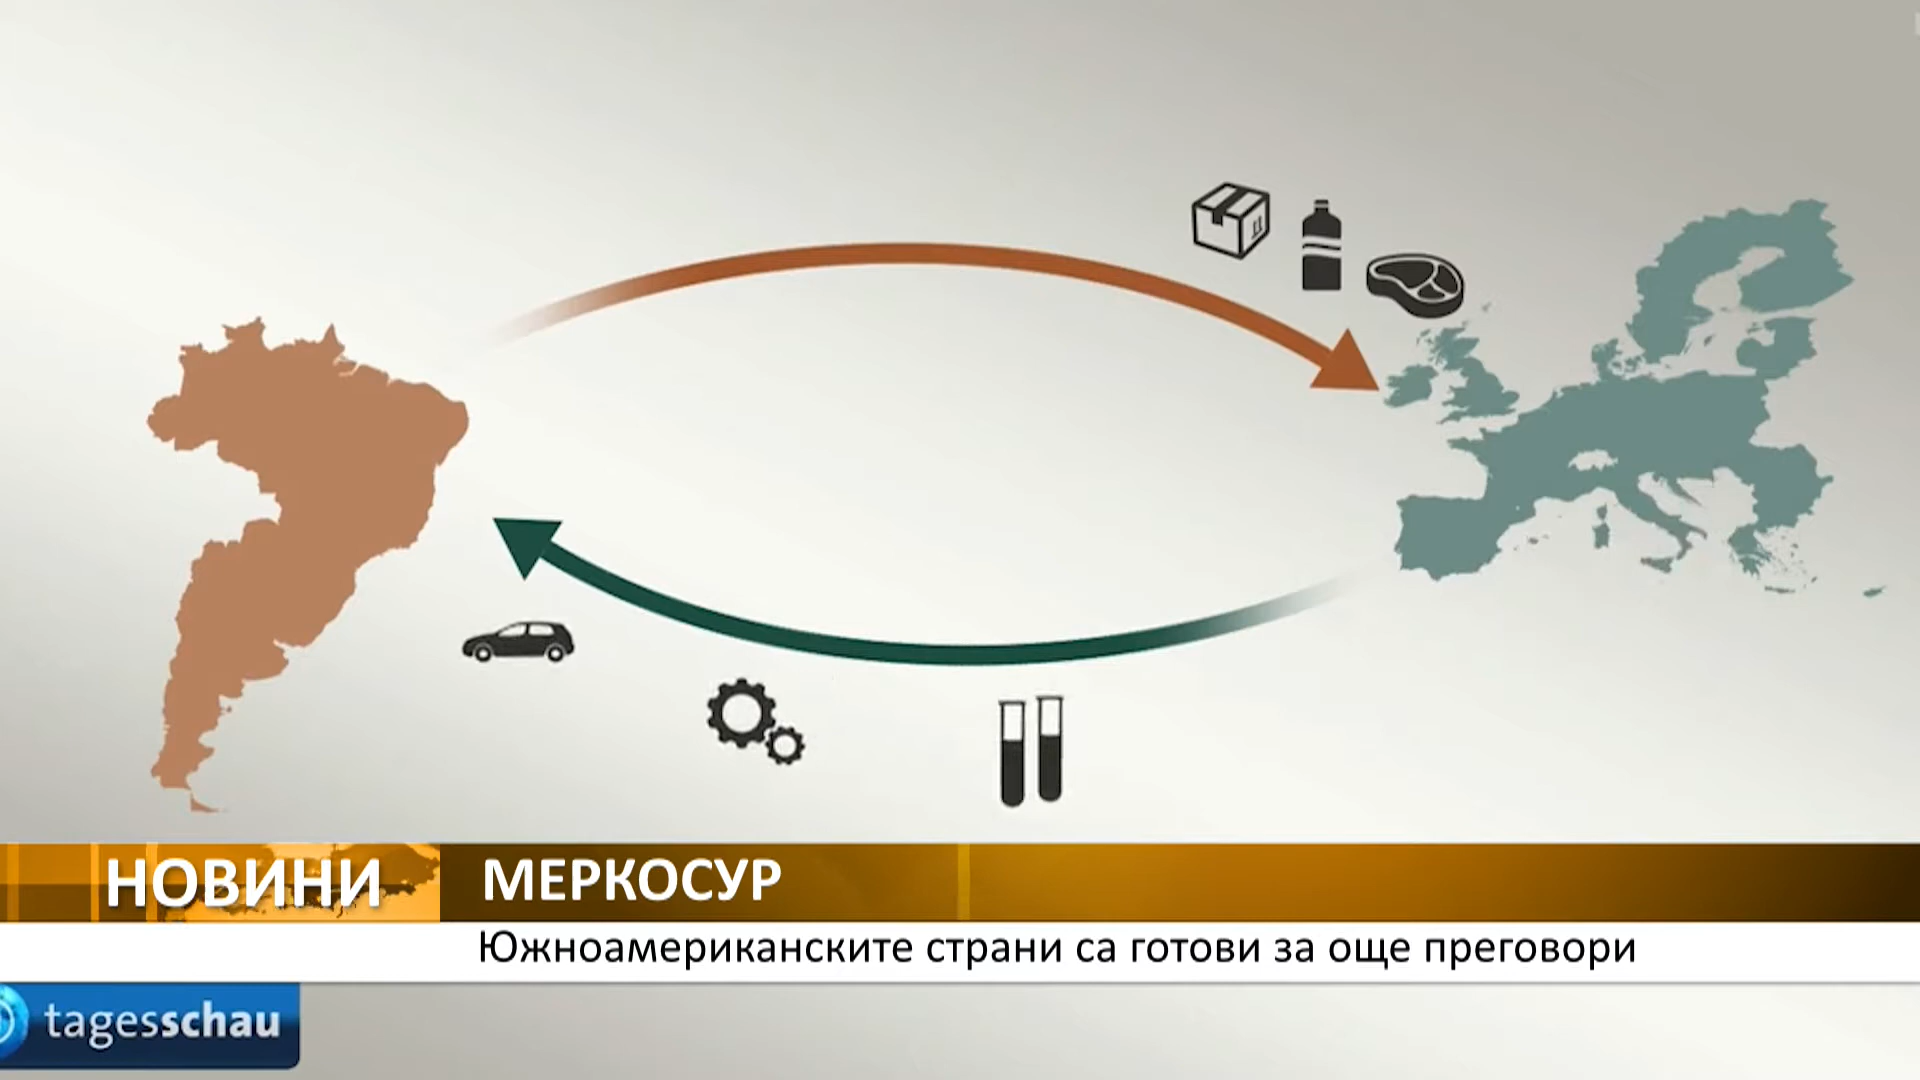 НОВИНИ
МЕРКОСУР
Южноамериканските страни са готови за още преговори
tagesschau